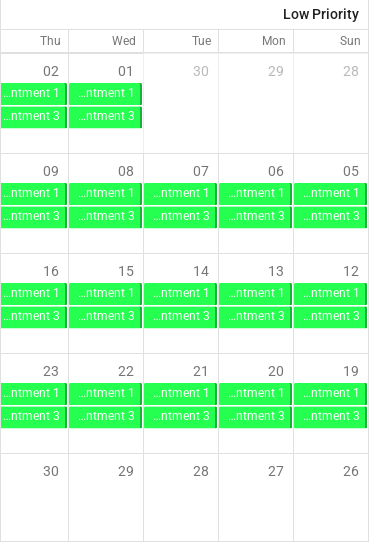 Low Priority
Thu Wed Tue Mon Sun
02 01 30 29 28
...ntment 1 ...ntment 1
...ntment 3 ...ntment 3
09 08 07 06 05
...ntment 1 ...ntment 1 ...ntment 1 ...ntment 1 ...ntment 1
...ntment 3 ...ntment 3 ...ntment 3 ...ntment 3 ...ntment 3
16 15 14 13 12
...ntment 1 ...ntment 1 ...ntment 1 ...ntment 1 ...ntment 1
...ntment 3 ...ntment 3 ...ntment 3 ...ntment 3 ...ntment 3
23 22 21 20 19
...ntment 1 ...ntment 1 ...ntment 1 ...ntment 1 ...ntment 1
...ntment 3 ...ntment 3 ...ntment 3 ...ntment 3 ...ntment 3
30 29 28 27 26